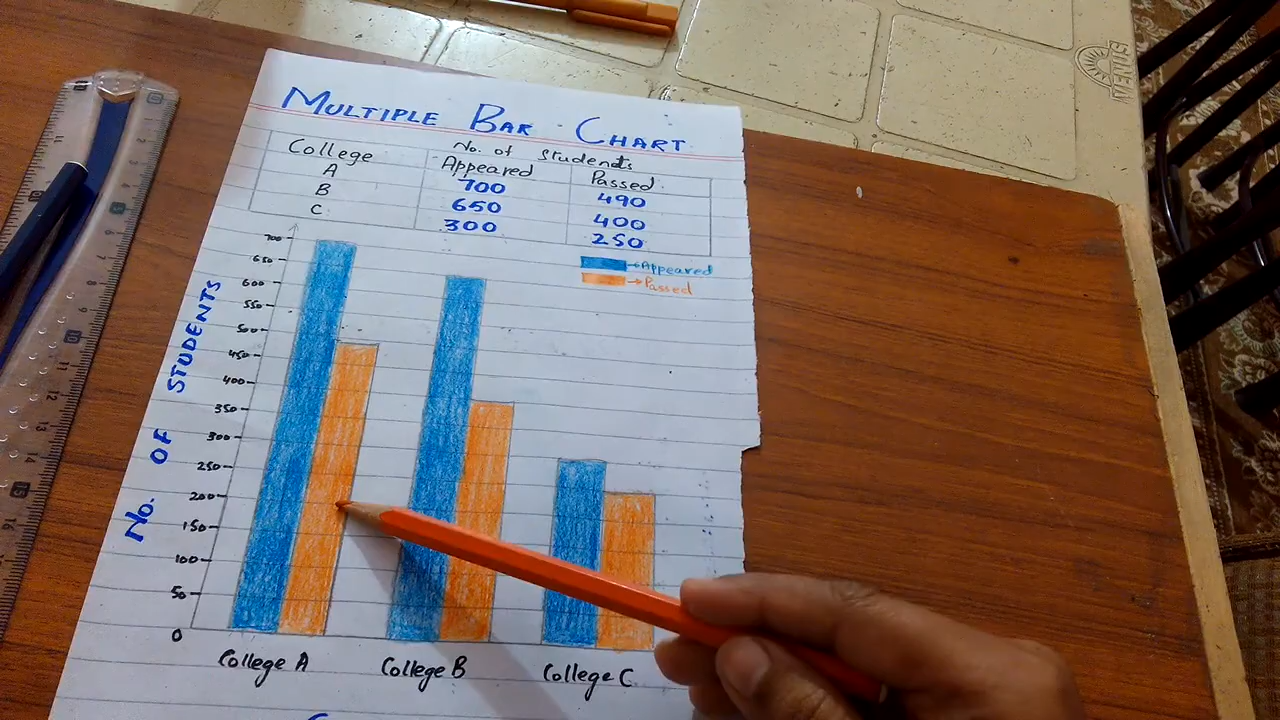 MULTIPLE BAR CHART
College No. of Students
Appeared Passed
A 700 490
B 650 400
C 300 250
Appeared
Passed
No. OF STUDENTS
700
650
600
550
500
450
400
350
300
250
200
150
100
50
0
College A College B College C